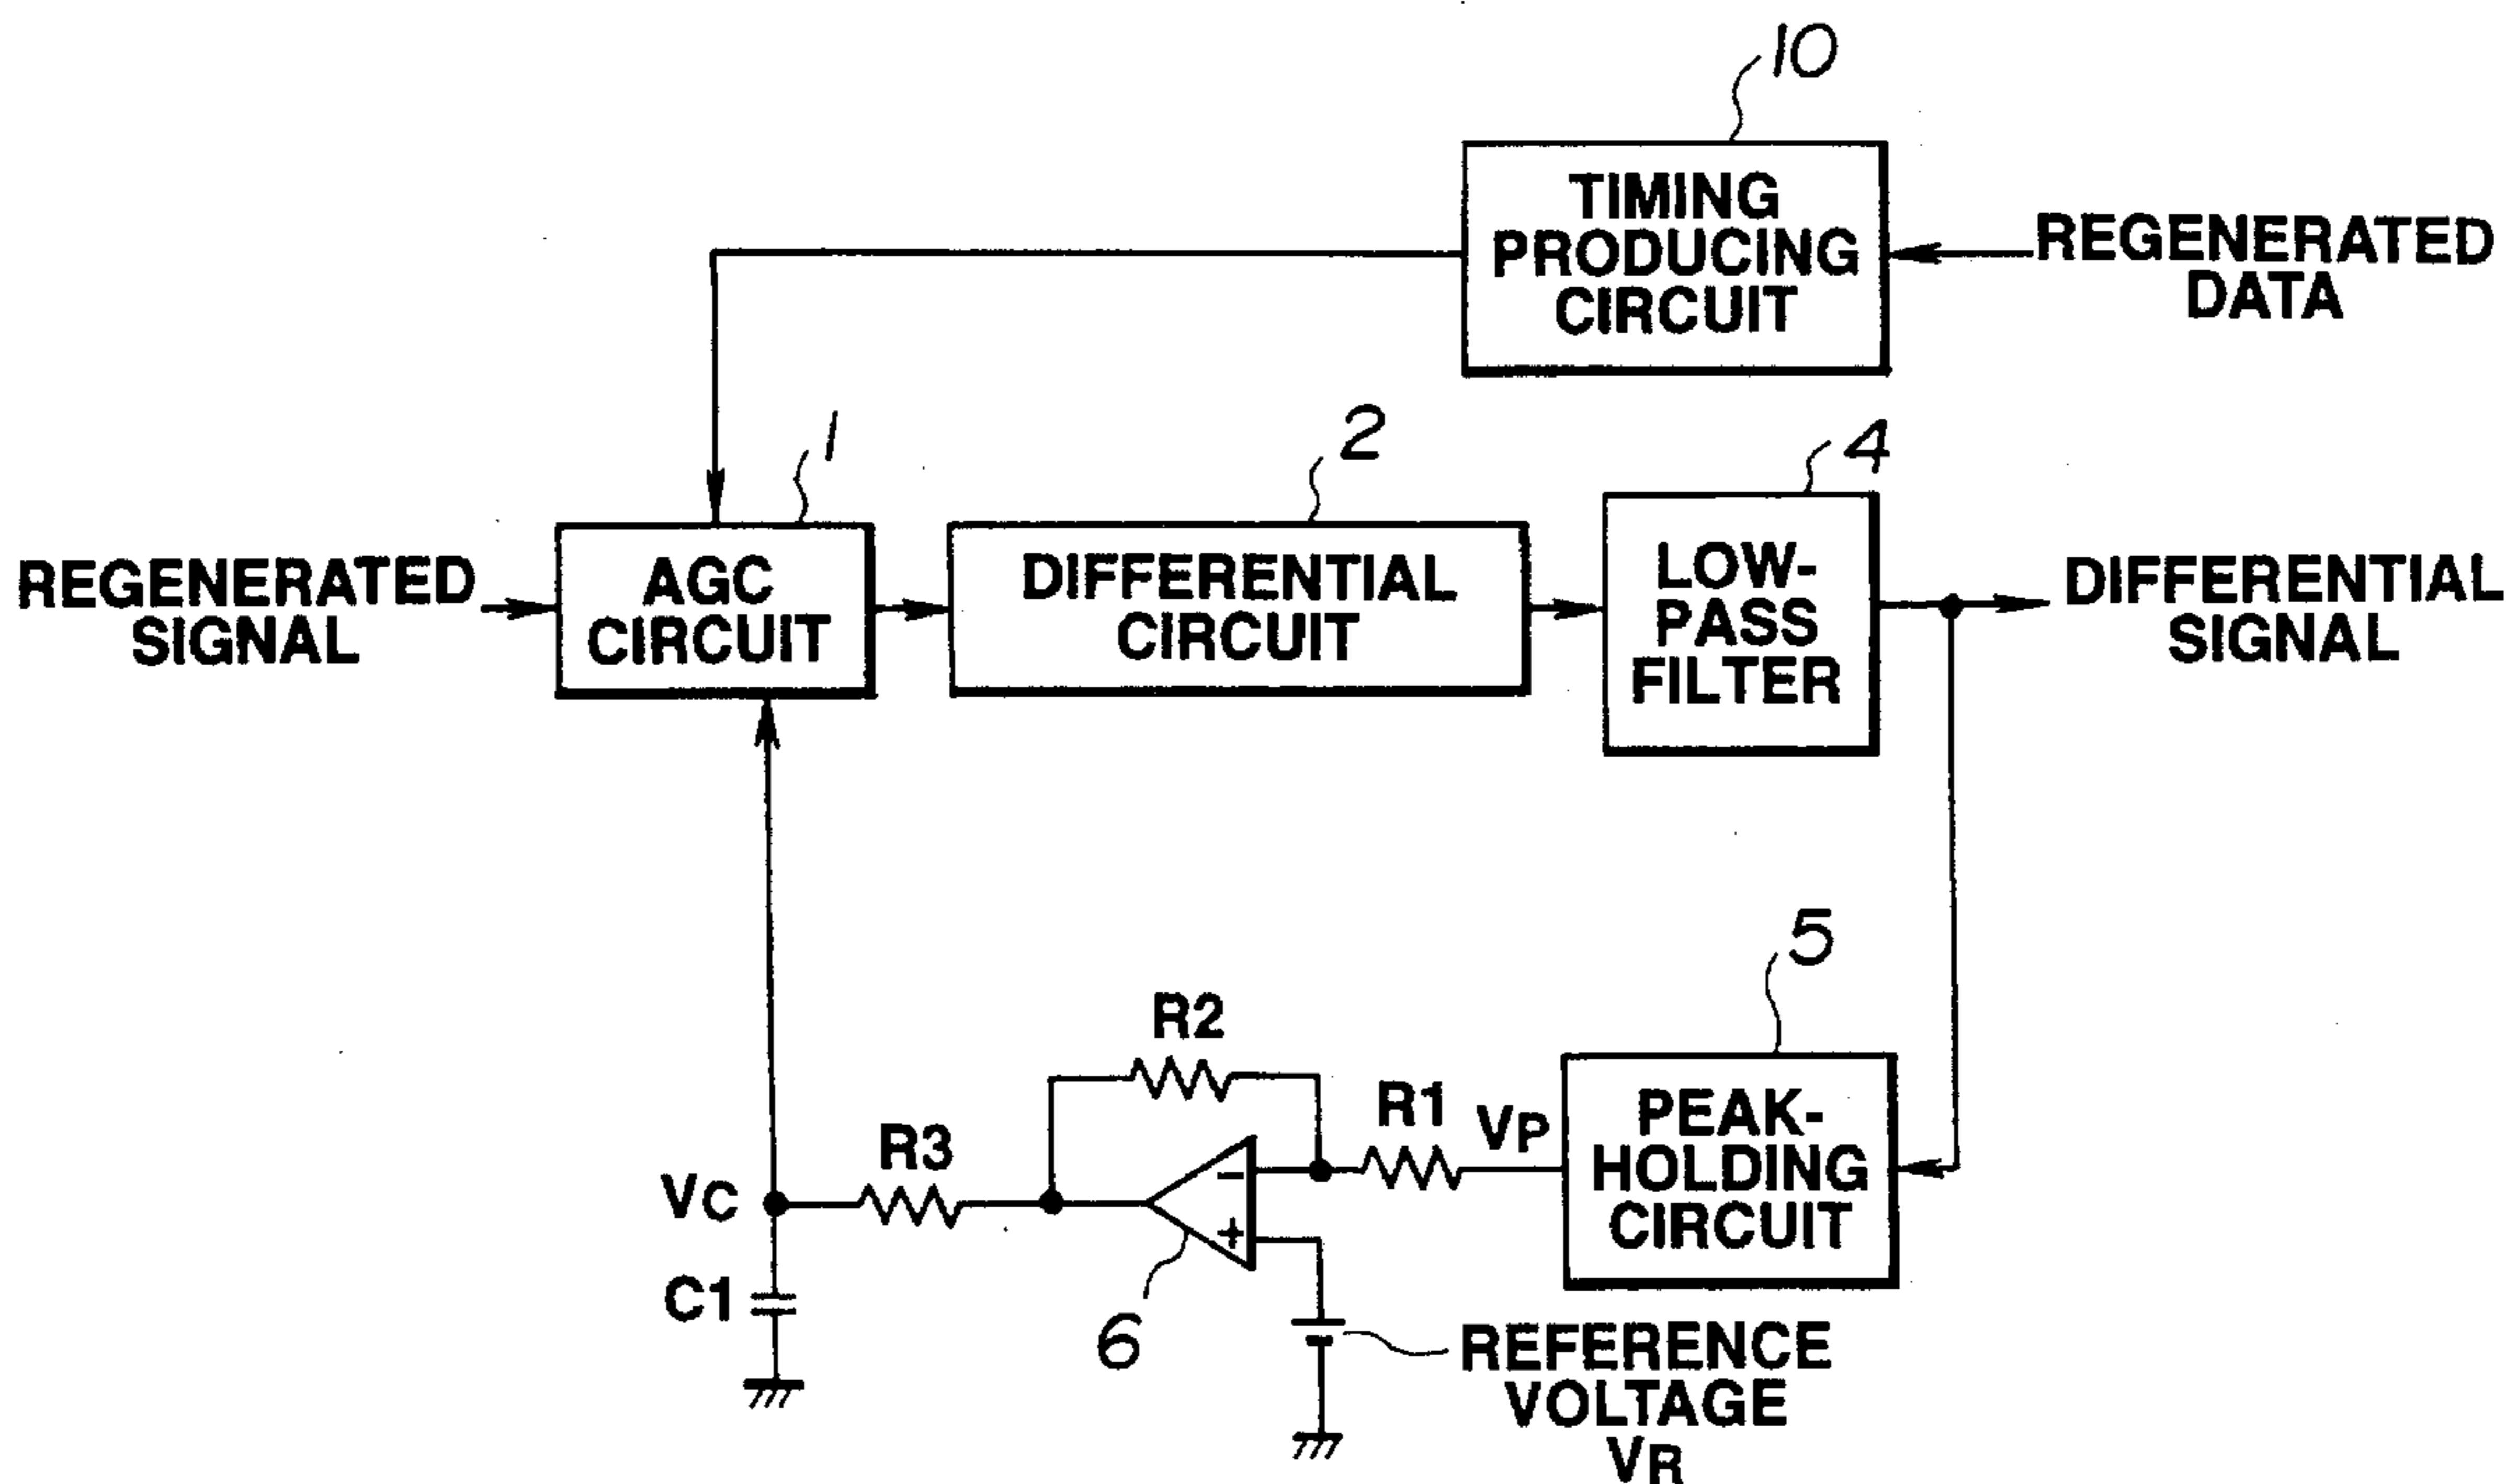 10
TIMING
PRODUCING
CIRCUIT
REGENERATED
DATA
1
2
4
REGENERATED
SIGNAL
AGC
CIRCUIT
DIFFERENTIAL
CIRCUIT
LOW-
PASS
FILTER
DIFFERENTIAL
SIGNAL
5
R2
R1
VP
PEAK-
HOLDING
CIRCUIT
R3
VC
-
+
C1
6
REFERENCE
VOLTAGE
VR